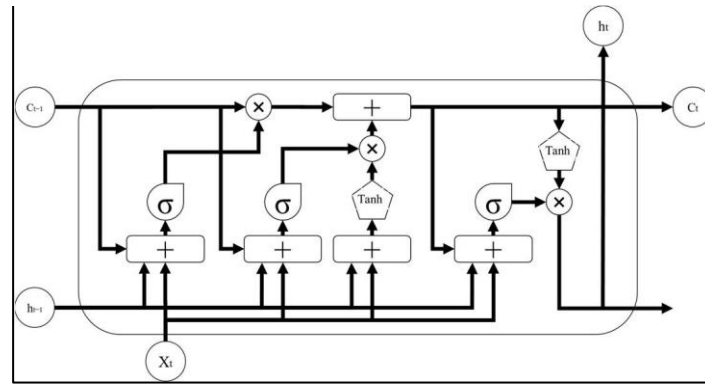 hₜ
Cₜ₋₁
×
+
Cₜ
×
Tanh
σ
σ
Tanh
σ
×
+
+
+
+
hₜ₋₁
Xₜ